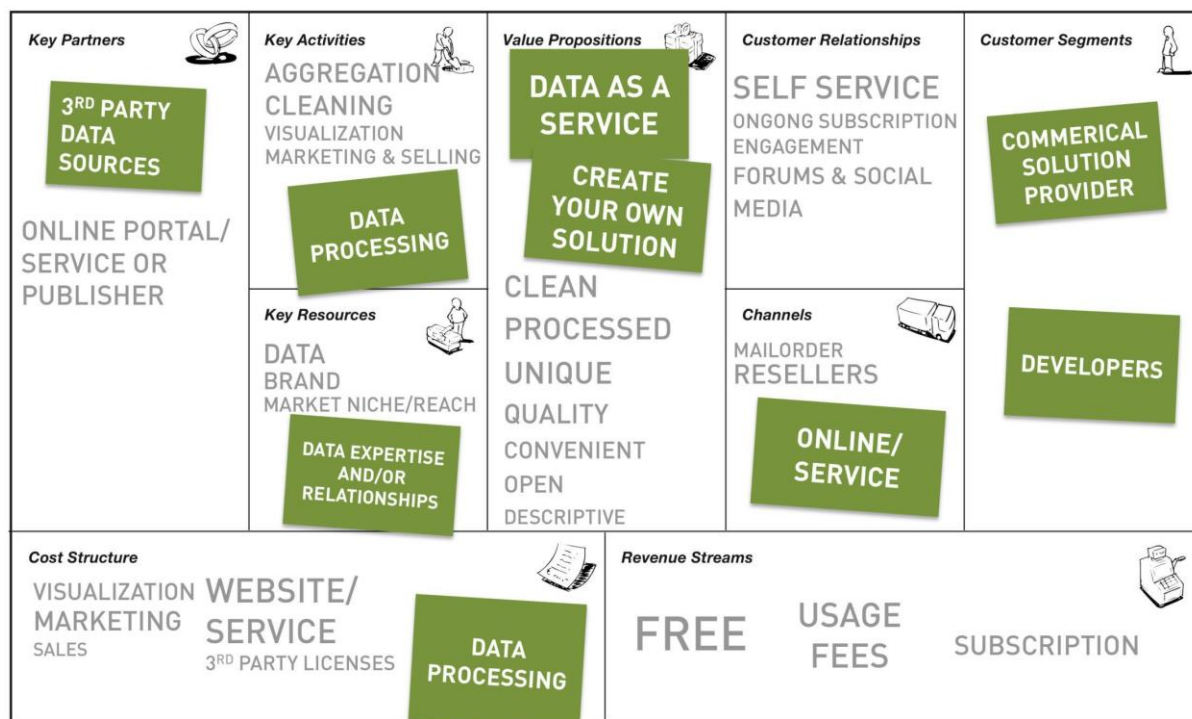 Key Partners
3RD PARTY
DATA
SOURCES
ONLINE PORTAL/
SERVICE OR
PUBLISHER
Key Activities
AGGREGATION
CLEANING
VISUALIZATION
MARKETING & SELLING
DATA
PROCESSING
Key Resources
DATA
BRAND
MARKET NICHE/REACH
DATA EXPERTISE
AND/OR
RELATIONSHIPS
Value Propositions
DATA AS A
SERVICE
CREATE
YOUR OWN
SOLUTION
CLEAN
PROCESSED
UNIQUE
QUALITY
CONVENIENT
OPEN
DESCRIPTIVE
Customer Relationships
SELF SERVICE
ONGONG SUBSCRIPTION
ENGAGEMENT
FORUMS & SOCIAL
MEDIA
Channels
MAILORDER
RESELLERS
ONLINE/
SERVICE
Customer Segments
COMMERICAL
SOLUTION
PROVIDER
DEVELOPERS
Cost Structure
VISUALIZATION
MARKETING
SALES
WEBSITE/
SERVICE
3RD PARTY LICENSES
DATA
PROCESSING
Revenue Streams
FREE
USAGE
FEES
SUBSCRIPTION